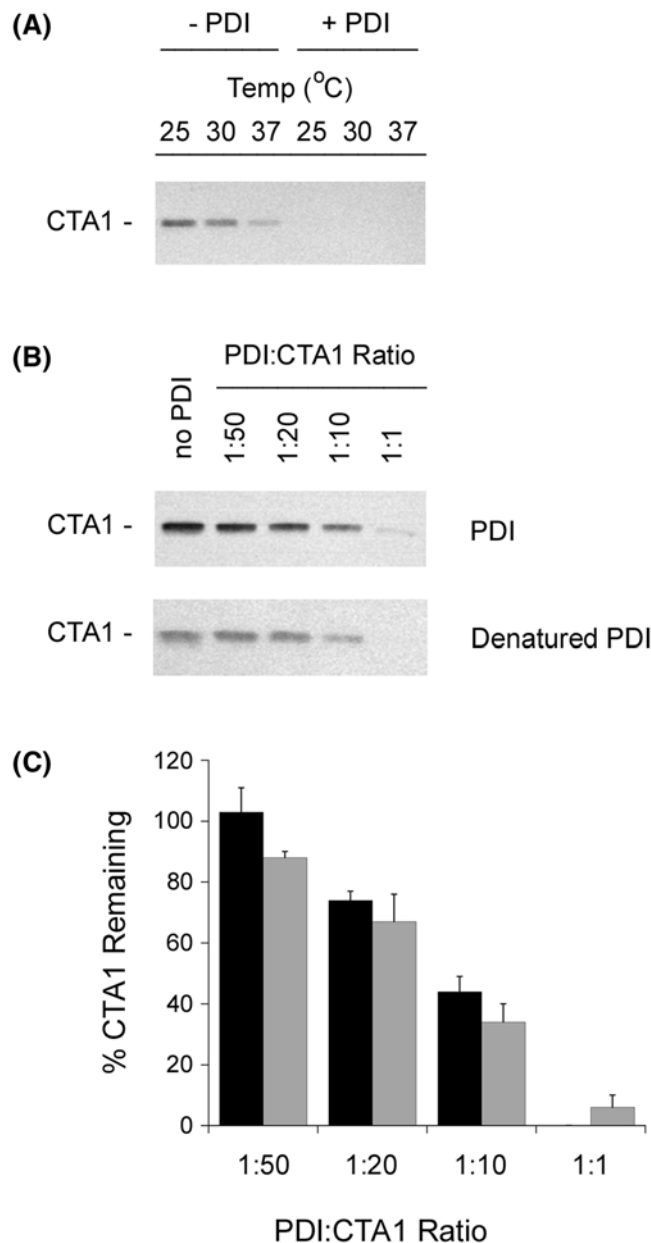 (A)
- PDI + PDI
Temp (°C)
25 30 37 25 30 37
CTA1 -
(B)
PDI:CTA1 Ratio
no PDI 1:50 1:20 1:10 1:1
CTA1 - PDI
CTA1 - Denatured PDI
(C)
120
100
80
60
40
20
0
% CTA1 Remaining
1:50 1:20 1:10 1:1
PDI:CTA1 Ratio